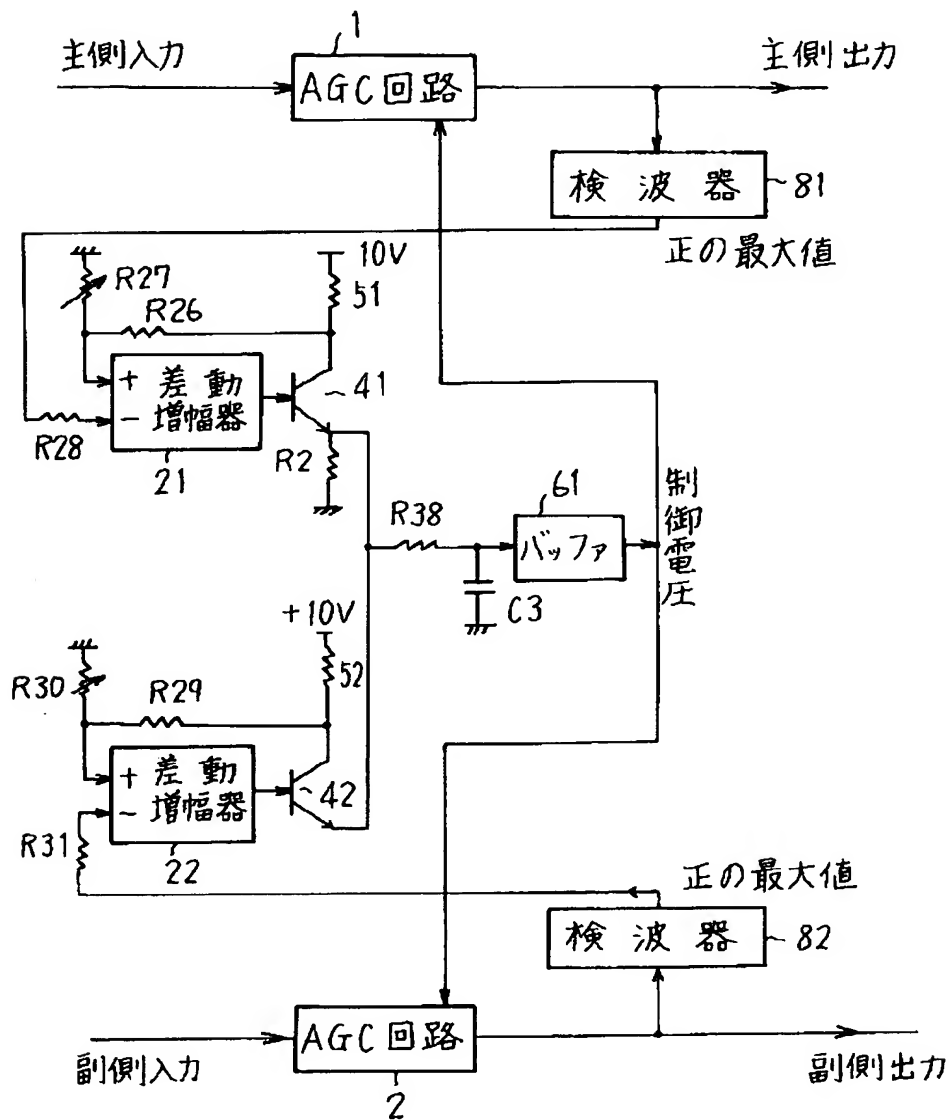 1
主側入力
AGC回路
主側出力
検波器
81
正の最大値
R27
10V
51
R26
+ 差動
- 増幅器
41
R28
21
R2
R38
61
バッファ
制御電圧
C3
+10V
52
R30
R29
+ 差動
- 増幅器
42
R31
22
正の最大値
検波器
82
AGC回路
副側入力
副側出力
2